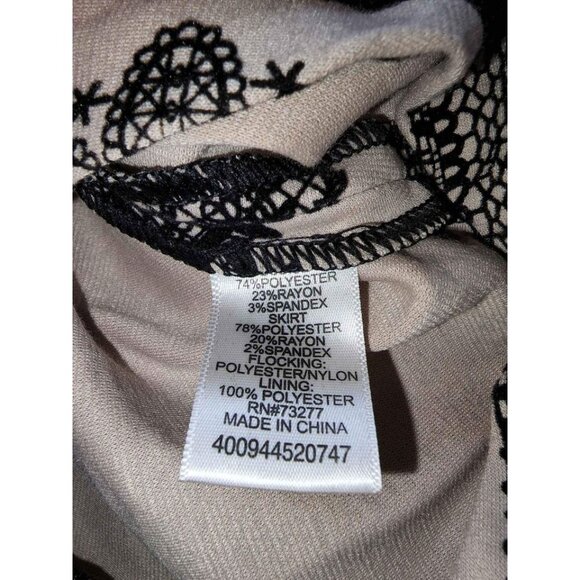 74%POLYESTER
23%RAYON
3%SPANDEX
SKIRT
78%POLYESTER
20%RAYON
2%SPANDEX
FLOCKING:
POLYESTER/NYLON
LINING:
100% POLYESTER
RN#73277
MADE IN CHINA
400944520747